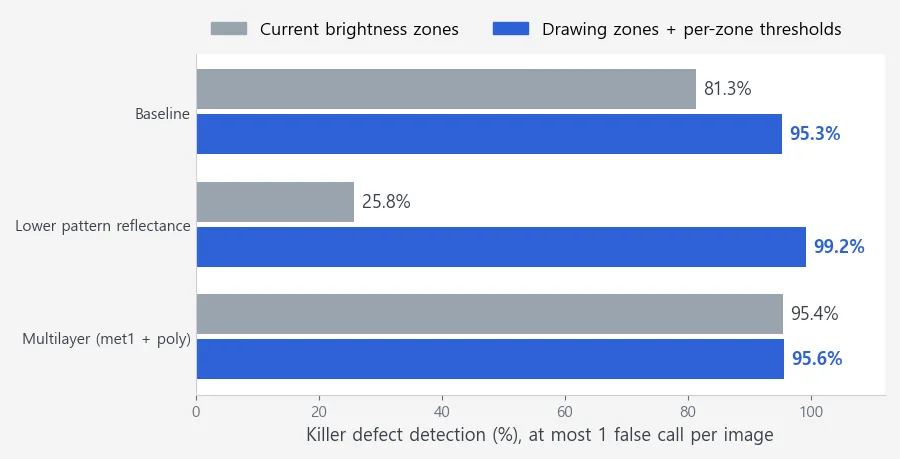 Current brightness zones
Drawing zones + per-zone thresholds
Baseline
81.3%
95.3%
Lower pattern reflectance
25.8%
99.2%
Multilayer (met1 + poly)
95.4%
95.6%
0 20 40 60 80 100
Killer defect detection (%), at most 1 false call per image